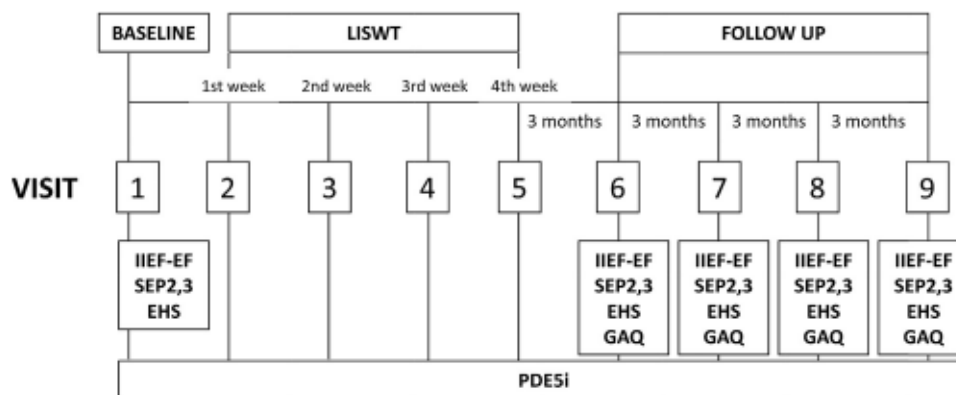 BASELINE
LISWT
FOLLOW UP
1st week
2nd week
3rd week
4th week
3 months
3 months
3 months
3 months
VISIT
1
2
3
4
5
6
7
8
9
IIEF-EF
SEP2,3
EHS
IIEF-EF
SEP2,3
EHS
GAQ
IIEF-EF
SEP2,3
EHS
GAQ
IIEF-EF
SEP2,3
EHS
GAQ
IIEF-EF
SEP2,3
EHS
GAQ
PDE5i